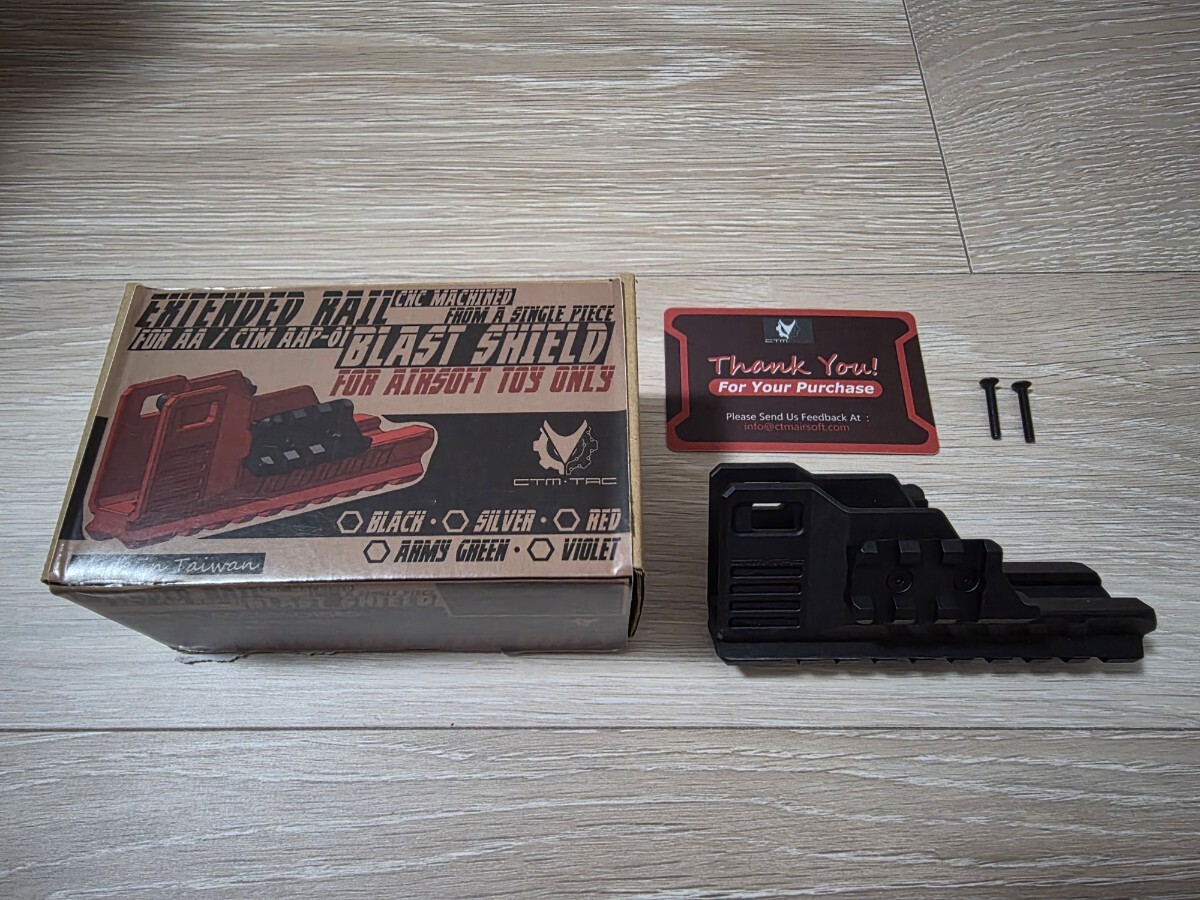 EXTENDED RAIL
CNC MACHINED
FROM A SINGLE PIECE
FOR AA / CTM AAP-01
BLAST SHIELD
FOR AIRSOFT TOY ONLY
CTM·TAC
BLACK · SILVER · RED
ARMY GREEN · VIOLET
in Taiwan
BLAST SHIELD
Thank You!
For Your Purchase
Please Send Us Feedback At :
info@ctmairsoft.com